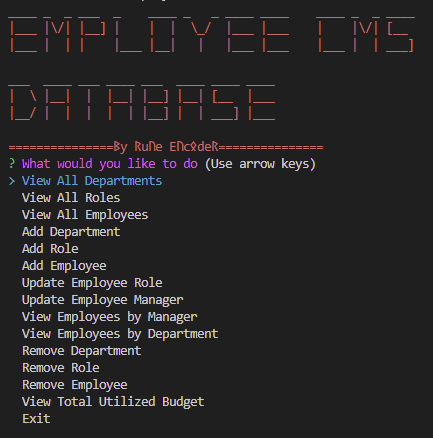 EMPLOYEE CMS
DATABASE
===============By RuNe ENcOdeR===============
? What would you like to do (Use arrow keys)
> View All Departments
View All Roles
View All Employees
Add Department
Add Role
Add Employee
Update Employee Role
Update Employee Manager
View Employees by Manager
View Employees by Department
Remove Department
Remove Role
Remove Employee
View Total Utilized Budget
Exit